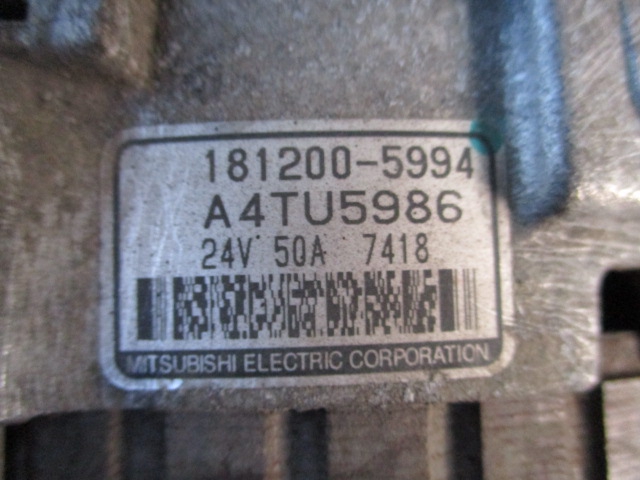 181200-5994
A4TU5986
24V 50A 7418
MITSUBISHI ELECTRIC CORPORATION